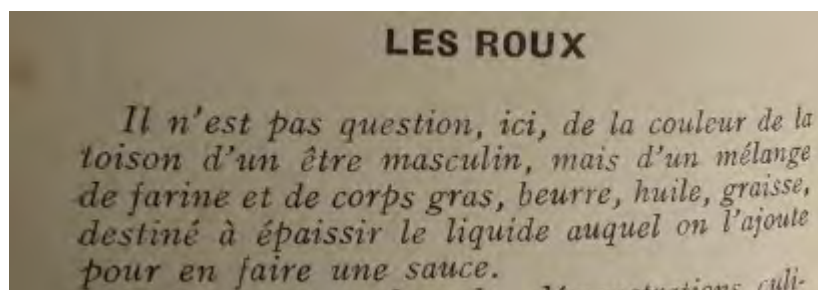 LES ROUX
Il n'est pas question, ici, de la couleur de la
toison d'un être masculin, mais d'un mélange
de farine et de corps gras, beurre, huile, graisse,
destiné à épaissir le liquide auquel on l'ajoute
pour en faire une sauce.
culi-